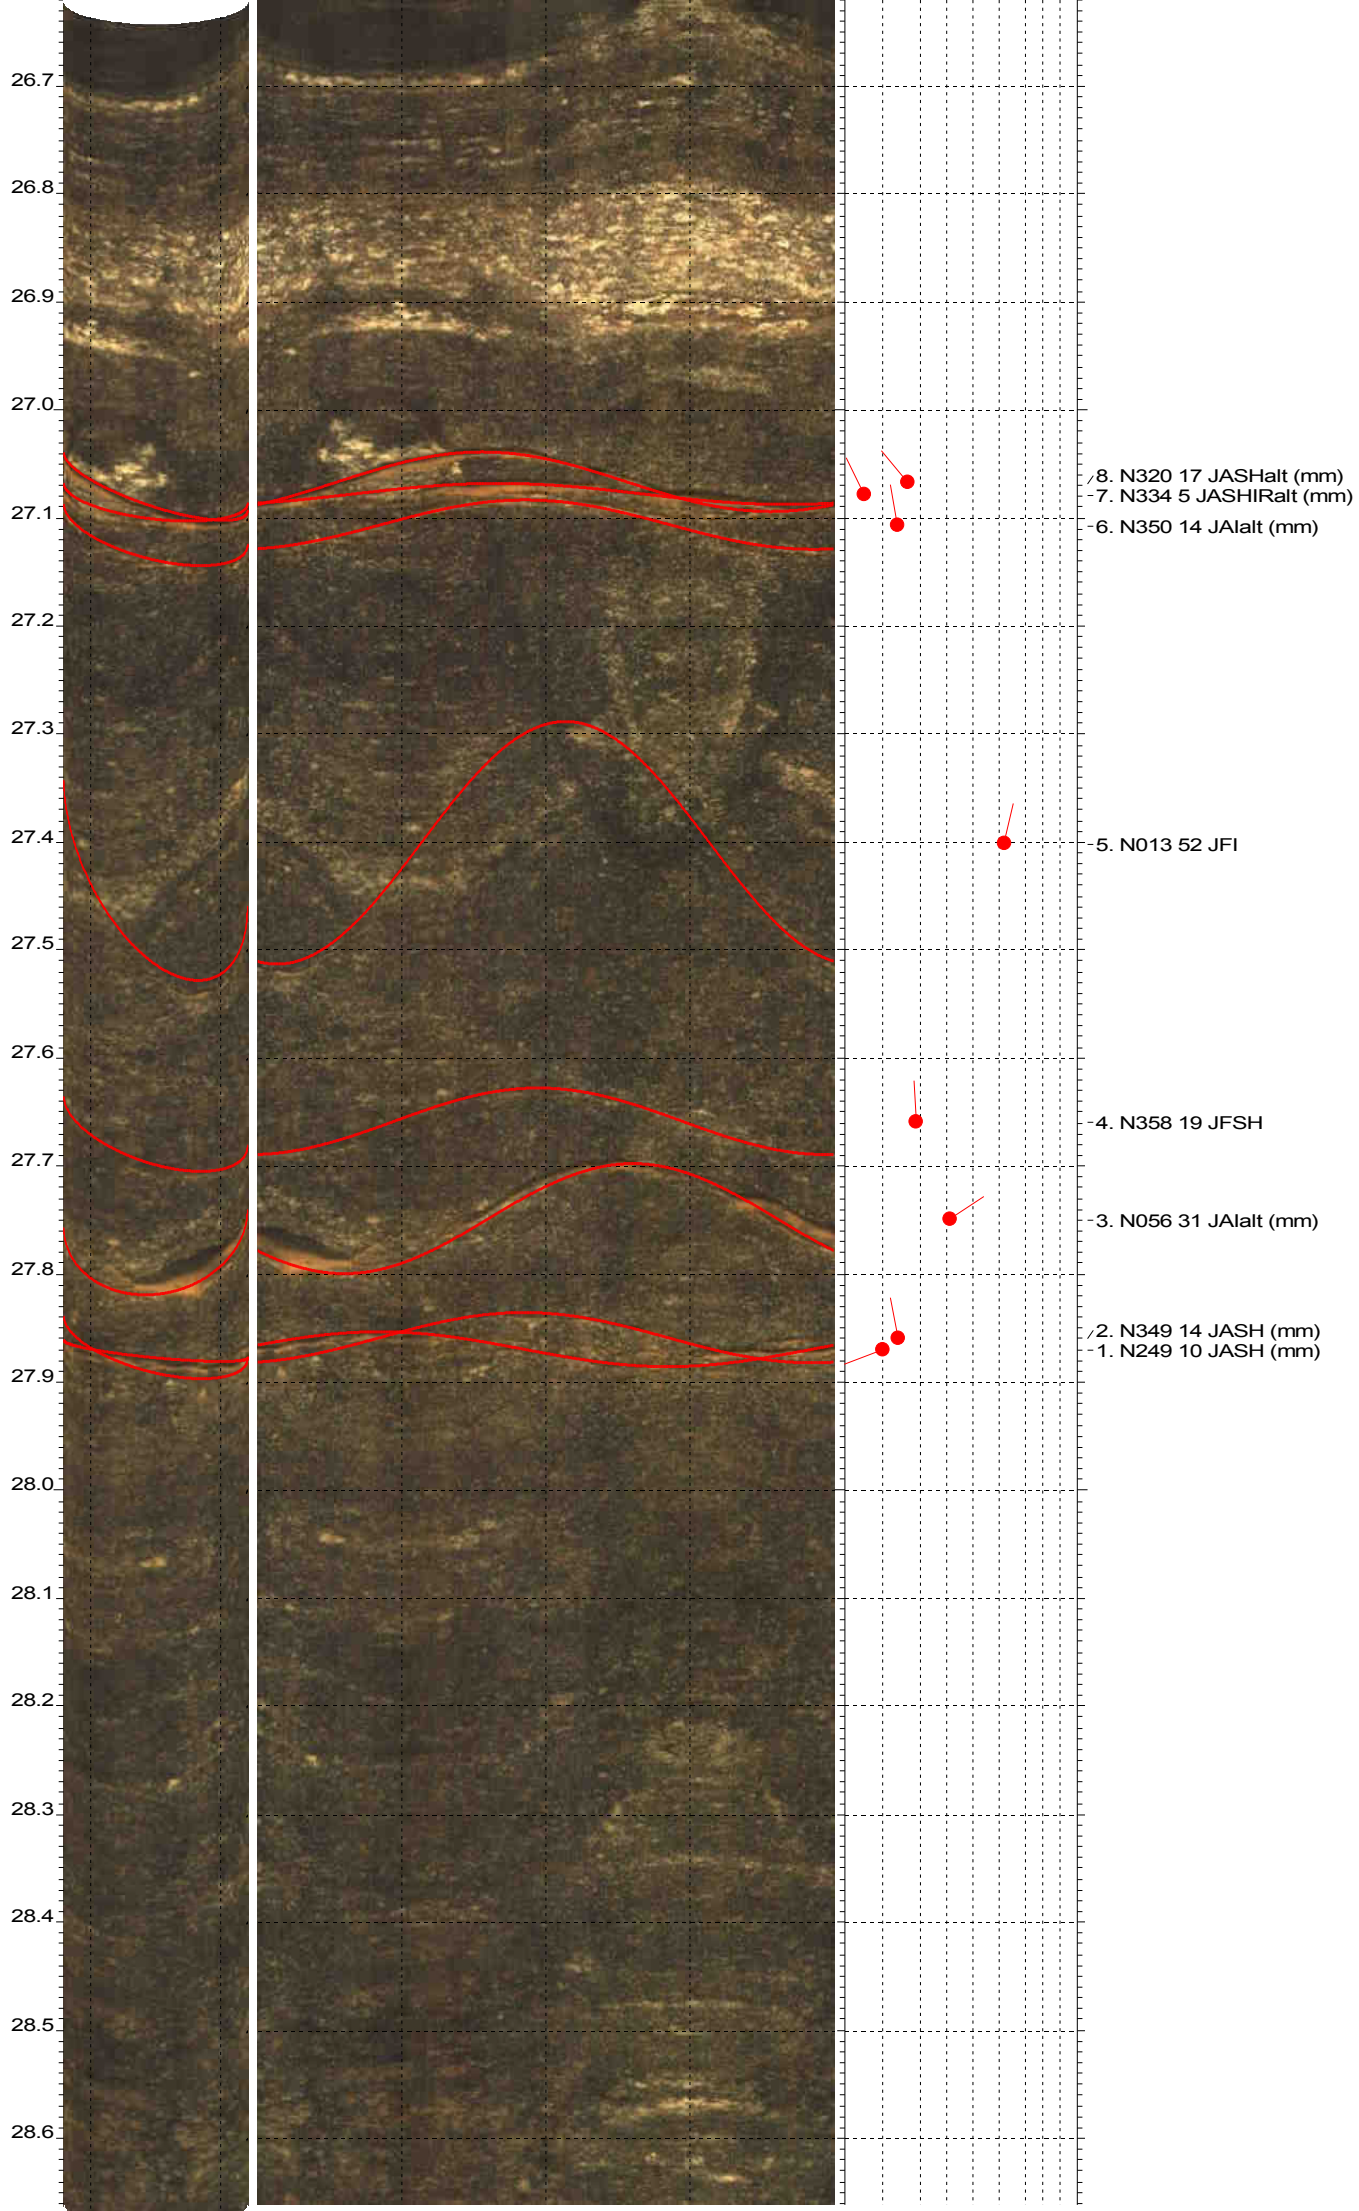 26.7
26.8
26.9
27.0
27.1
27.2
27.3
27.4
27.5
27.6
27.7
27.8
27.9
28.0
28.1
28.2
28.3
28.4
28.5
28.6
8. N320 17 JASHalt (mm)
7. N334 5 JASHIRalt (mm)
6. N350 14 JAIalt (mm)
5. N013 52 JFI
4. N358 19 JFSH
3. N056 31 JAIalt (mm)
2. N349 14 JASH (mm)
1. N249 10 JASH (mm)